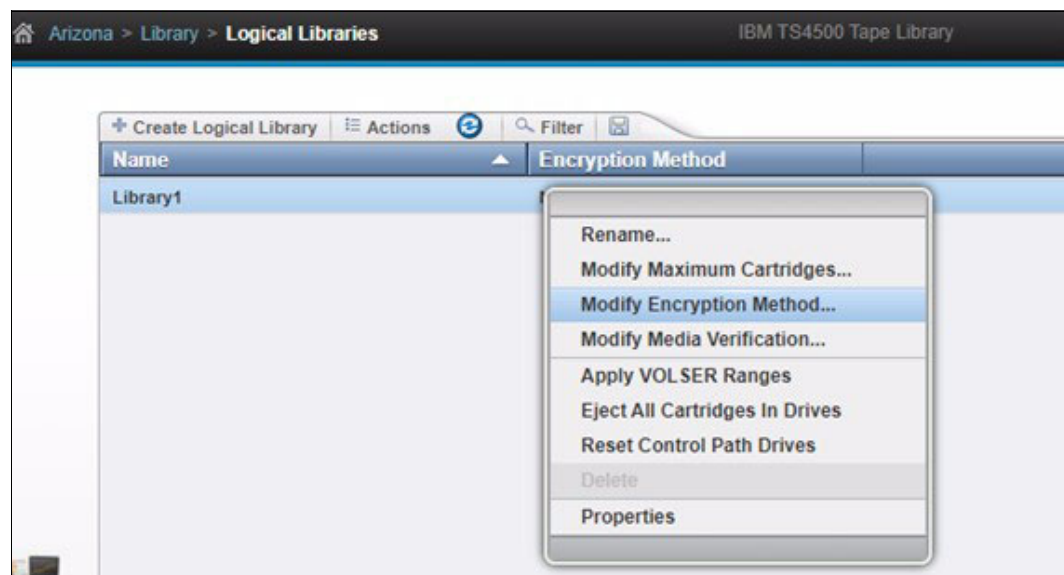 Arizona > Library > Logical Libraries
IBM TS4500 Tape Library
Create Logical Library
Actions
Filter
Name
Encryption Method
Library1
Rename...
Modify Maximum Cartridges...
Modify Encryption Method...
Modify Media Verification...
Apply VOLSER Ranges
Eject All Cartridges In Drives
Reset Control Path Drives
Delete
Properties